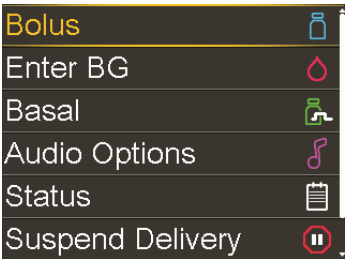 Bolus
Enter BG
Basal
Audio Options
Status
Suspend Delivery